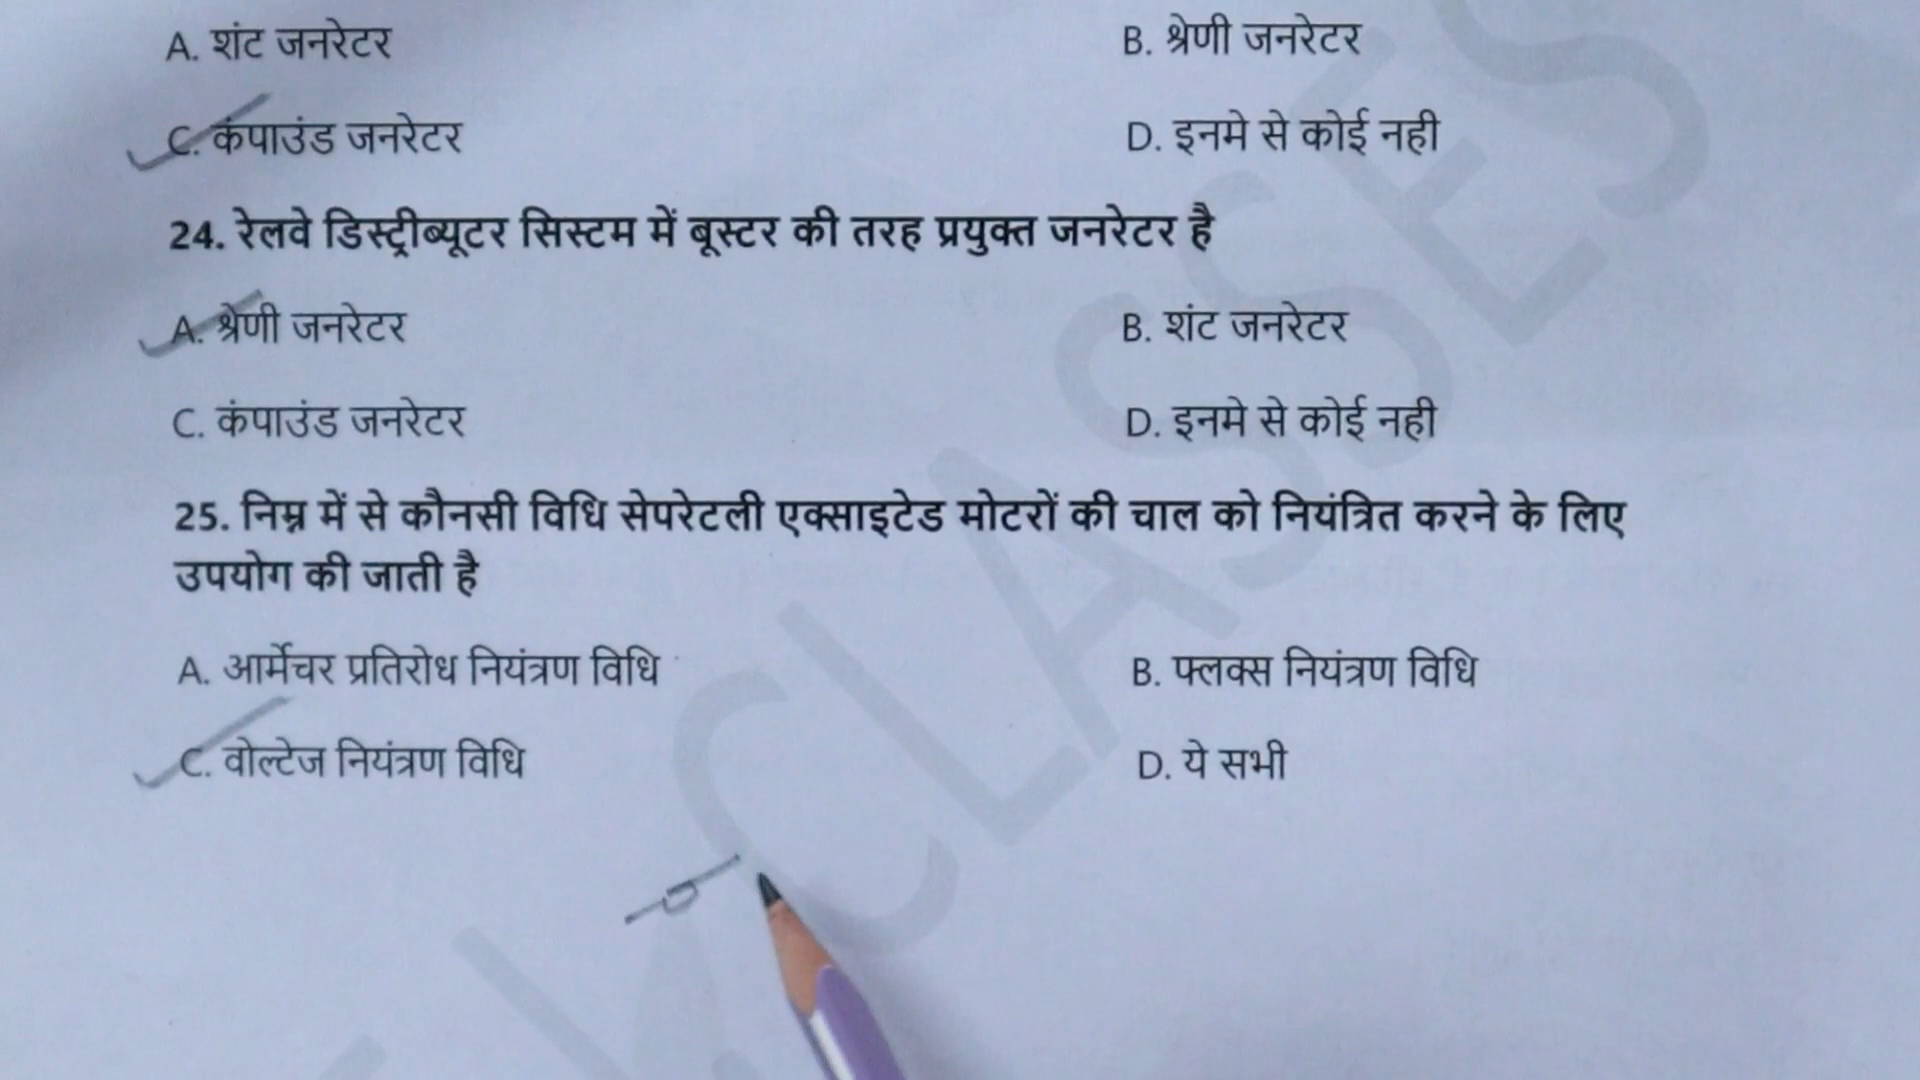 A. शंट जनरेटर
B. श्रेणी जनरेटर
C. कंपाउंड जनरेटर
D. इनमे से कोई नही
24. रेलवे डिस्ट्रीब्यूटर सिस्टम में बूस्टर की तरह प्रयुक्त जनरेटर है
A. श्रेणी जनरेटर
B. शंट जनरेटर
C. कंपाउंड जनरेटर
D. इनमे से कोई नही
25. निम्न में से कौनसी विधि सेपरेटली एक्साइटेड मोटरों की चाल को नियंत्रित करने के लिए
उपयोग की जाती है
A. आर्मेचर प्रतिरोध नियंत्रण विधि
B. फ्लक्स नियंत्रण विधि
C. वोल्टेज नियंत्रण विधि
D. ये सभी
CLASSES